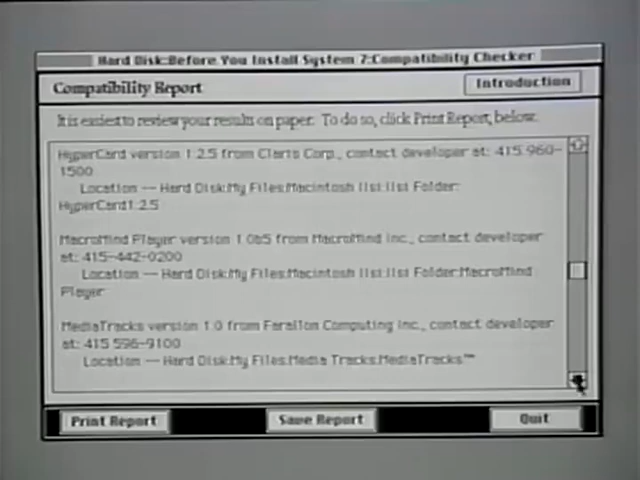 Hard Disk:Before You Install System 7:Compatibility Checker
Compatibility Report
Introduction
It is easiest to review your results on paper. To do so, click Print Report, below.
HyperCard version 1.2.5 from Claris Corp., contact developer at: 415 960-
1500
Location -- Hard Disk:My Files:Macintosh IIsi:IIsi Folder:
HyperCard1.2.5
MacroMind Player version 1.0b5 from MacroMind Inc., contact developer
at: 415-442-0200
Location -- Hard Disk:My Files:Macintosh IIsi:IIsi Folder:MacroMind
Player
MediaTracks version 1.0 from Farallon Computing Inc., contact developer
at: 415 596-9100
Location -- Hard Disk:My Files:Media Tracks:MediaTracks™
Print Report
Save Report
Quit